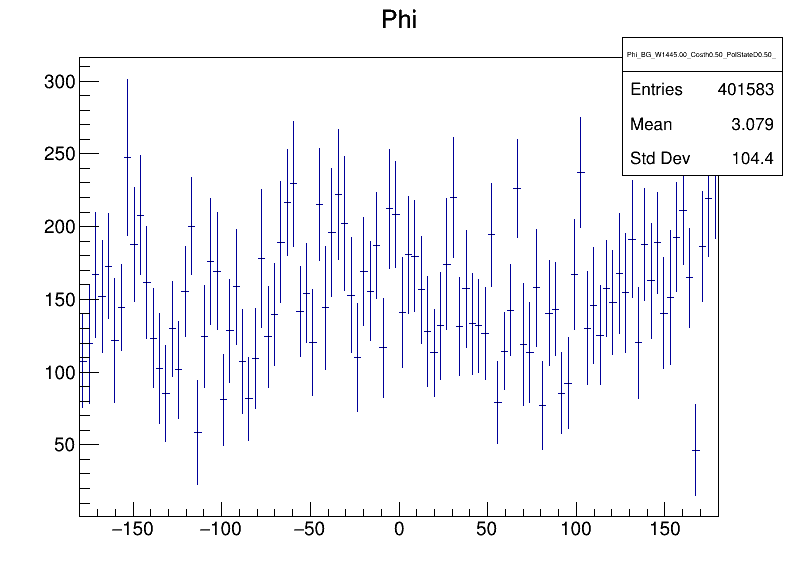 Phi
Phi_BG_W1445.00_Costh0.50_PolStateD0.50_
Entries 401583
Mean 3.079
Std Dev 104.4
300
250
200
150
100
50
−150 −100 −50 0 50 100 150